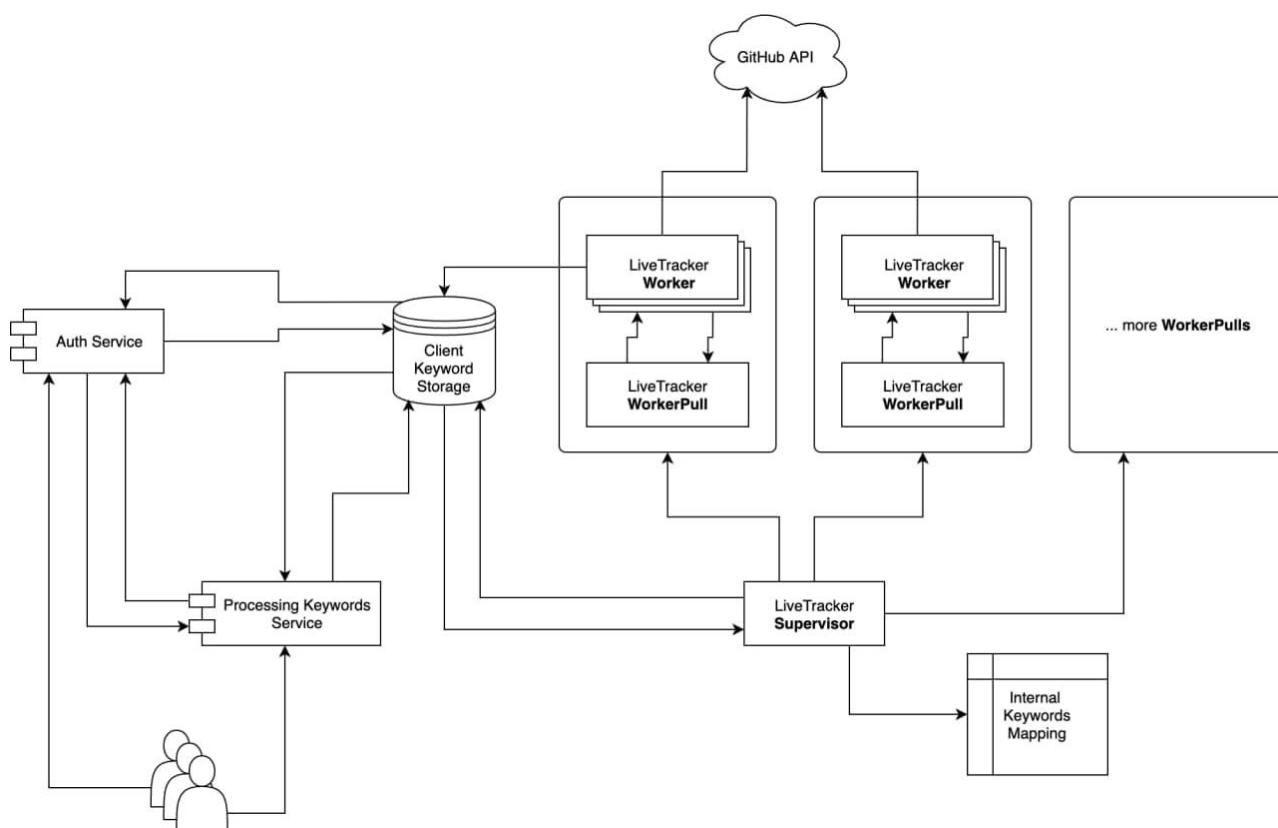 GitHub API
LiveTracker
Worker
LiveTracker
Worker
... more WorkerPulls
Auth Service
Client
Keyword
Storage
LiveTracker
WorkerPull
LiveTracker
WorkerPull
Processing Keywords
Service
LiveTracker
Supervisor
Internal
Keywords
Mapping